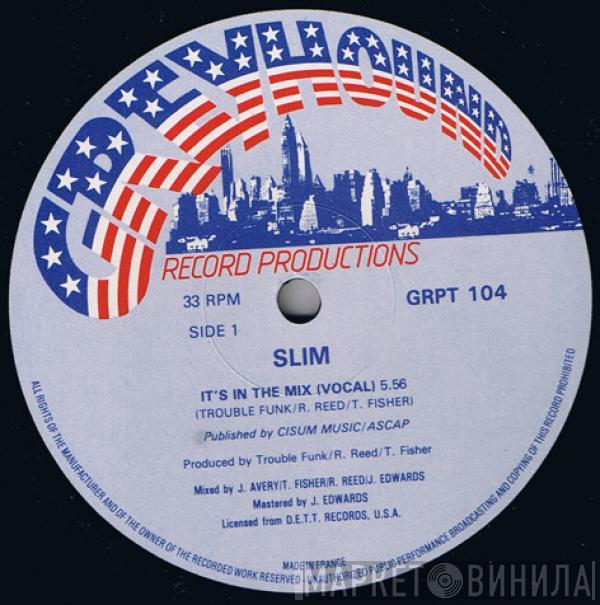 GREYHOUND
RECORD PRODUCTIONS
33 RPM
GRPT 104
SIDE 1
SLIM
IT'S IN THE MIX (VOCAL) 5.56
(TROUBLE FUNK/R. REED/T. FISHER)
Published by CISUM MUSIC/ASCAP
Produced by Trouble Funk/R. Reed/T. Fisher
Mixed by J. AVERY/T. FISHER/R. REED/J. EDWARDS
Mastered by J. EDWARDS
Licensed from D.E.T.T. RECORDS, U.S.A.
MADE IN FRANCE
ALL RIGHTS OF THE MANUFACTURER AND OF THE OWNER OF THE RECORDED WORK RESERVED - UNAUTHORIZED PUBLIC PERFORMANCE BROADCASTING AND COPYING OF THIS RECORD PROHIBITED
МАРКЕТ ВИНИЛА